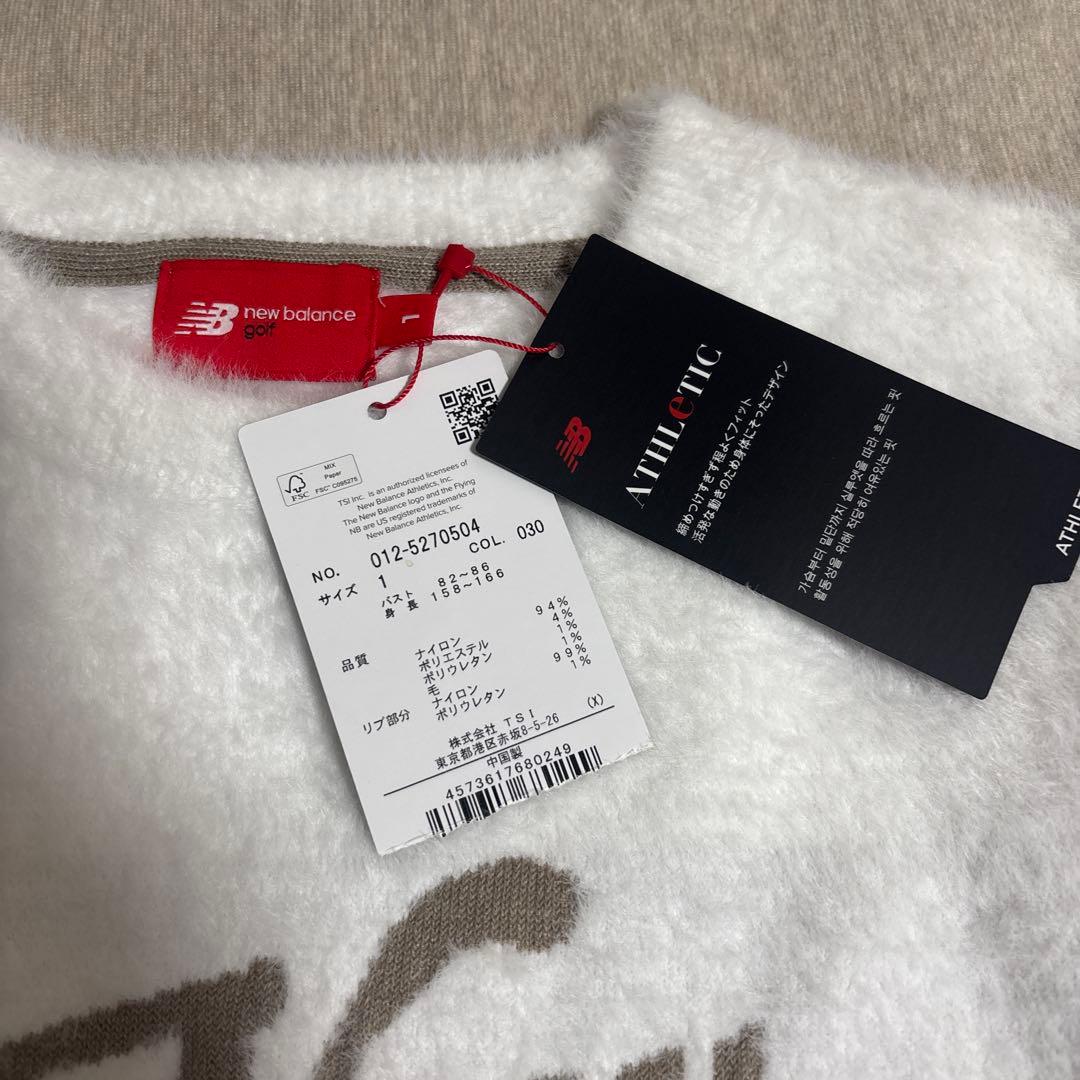 new balance
golf
1
MIX
Paper
FSC
FSC® C095275
TSI Inc. is an authorized licensees of
New Balance Athletics, Inc.
The New Balance logo and the Flying
NB are US registered trademarks of
New Balance Athletics, Inc.
NO. 012-5270504 COL. 030
サイズ 1 バスト 82~86
身長 158~166
品質 ナイロン 94%
ポリエステル 4%
ポリウレタン 1%
毛 1%
リブ部分 ナイロン 99%
ポリウレタン 1%
株式会社 TSI (X)
東京都港区赤坂8-5-26
中国製
4573617680249
ATHLeTIC
締めつけすぎず程よくフィット
活発な動きのため身体にそったデザイン
가슴부터 밑단까지 실루엣을 따라 흐르는 핏
활동성을 위해 적당히 여유있는 핏